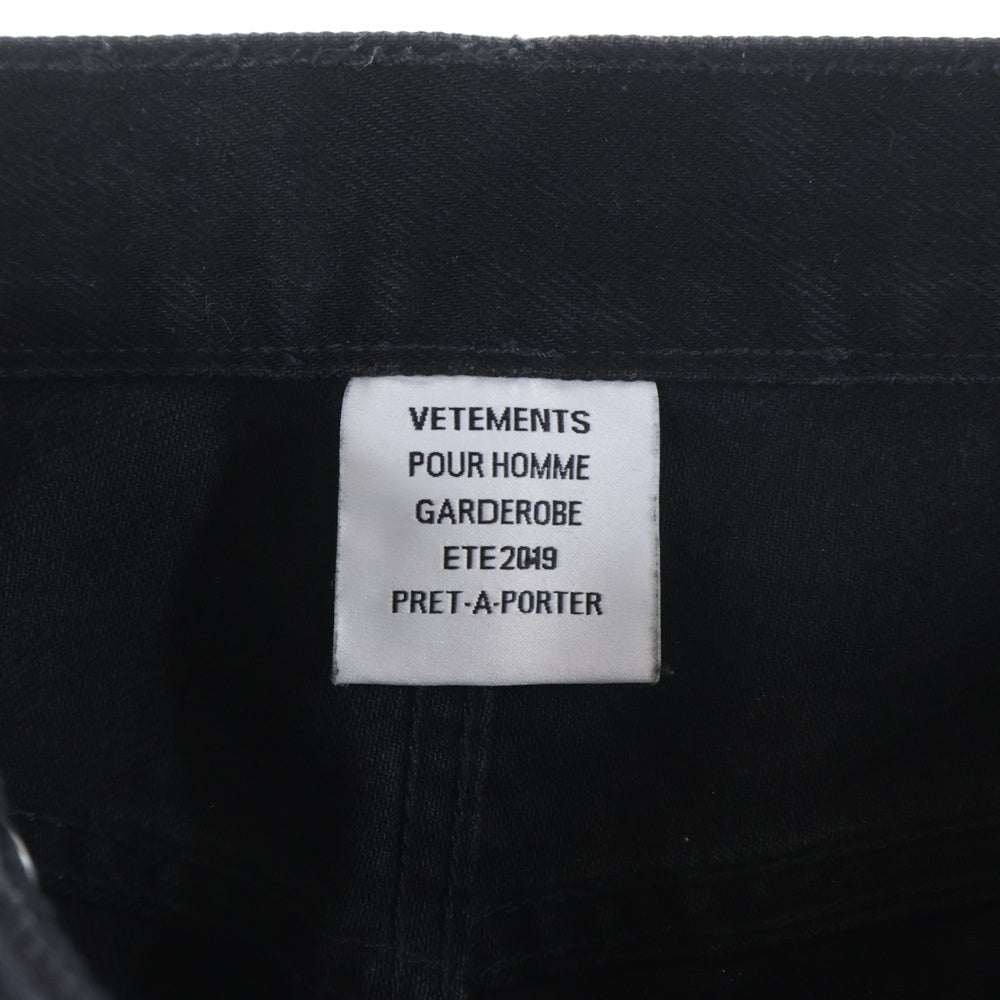 VETEMENTS
POUR HOMME
GARDEROBE
ETE 2019
PRET-A-PORTER